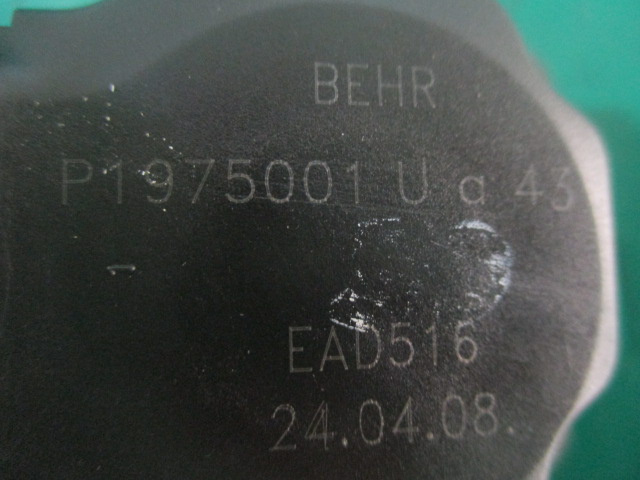 BEHR
P1975001 U a 43
-
EAD516
24.04.08.